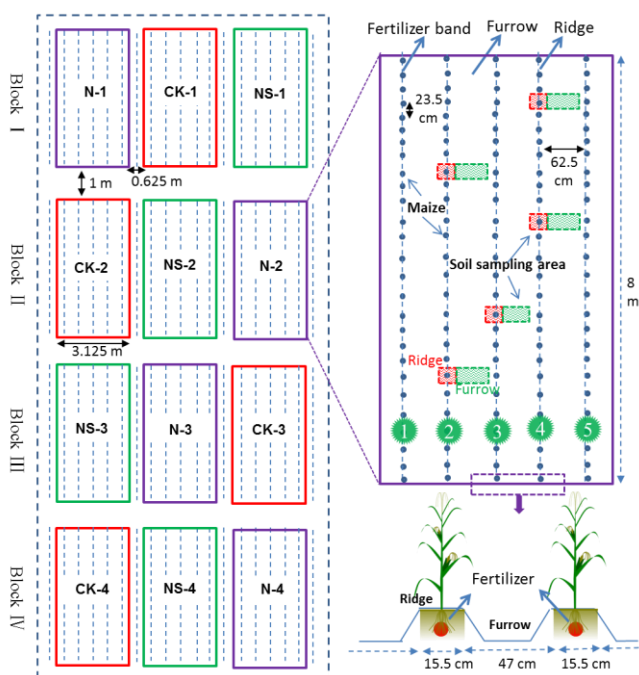 Block I
N-1
CK-1
NS-1
0.625 m
1 m
Block II
CK-2
NS-2
N-2
3.125 m
Block III
NS-3
N-3
CK-3
Block IV
CK-4
NS-4
N-4
Fertilizer band
Furrow
Ridge
23.5
cm
62.5
cm
Maize
Soil sampling area
8
m
Ridge
Furrow
1
2
3
4
5
Fertilizer
Ridge
Furrow
15.5 cm
47 cm
15.5 cm